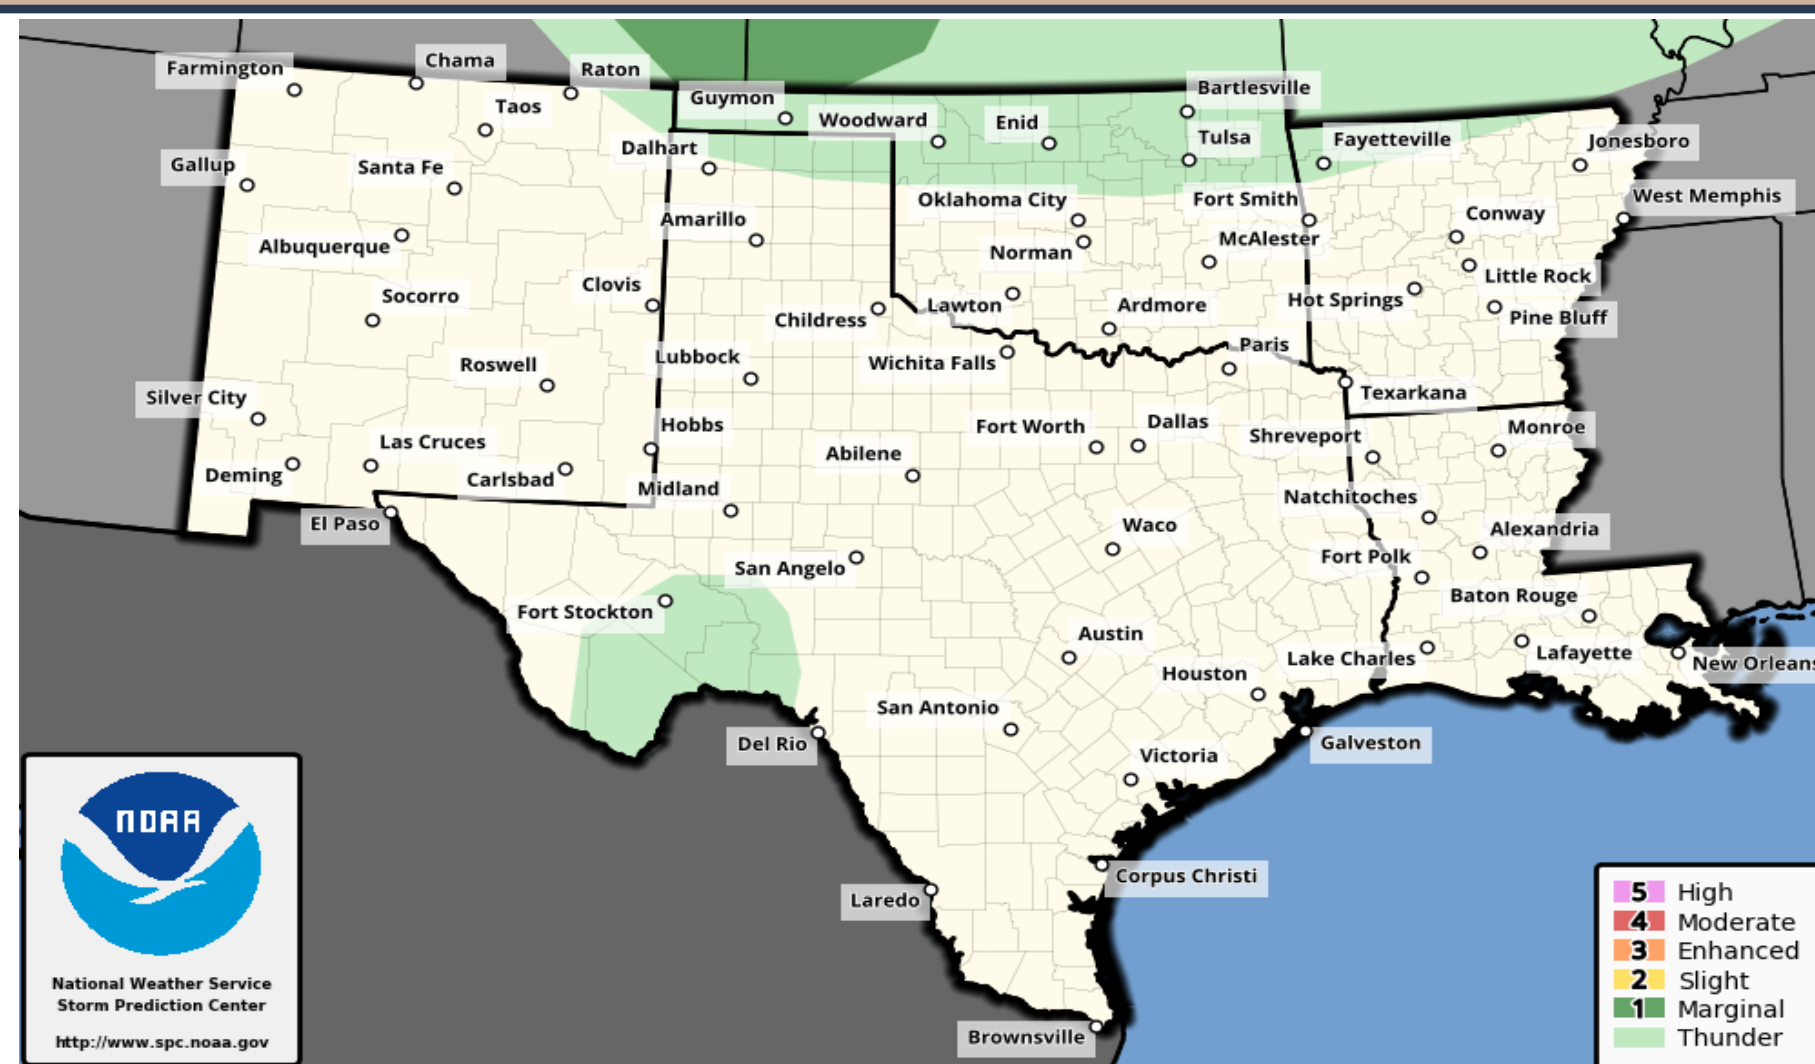 Farmington
Chama
Raton
Taos
Guymon
Woodward
Enid
Bartlesville
Tulsa
Fayetteville
Jonesboro
Gallup
Santa Fe
Dalhart
Oklahoma City
Fort Smith
Conway
West Memphis
Albuquerque
Amarillo
Norman
McAlester
Little Rock
Socorro
Clovis
Childress
Lawton
Ardmore
Hot Springs
Pine Bluff
Roswell
Lubbock
Wichita Falls
Paris
Silver City
Texarkana
Las Cruces
Hobbs
Fort Worth
Dallas
Shreveport
Monroe
Deming
Carlsbad
Midland
Abilene
Natchitoches
El Paso
San Angelo
Waco
Fort Polk
Alexandria
Fort Stockton
Austin
Baton Rouge
Houston
Lake Charles
Lafayette
New Orleans
San Antonio
Del Rio
Victoria
Galveston
Laredo
Corpus Christi
Brownsville
NOAA
National Weather Service
Storm Prediction Center
http://www.spc.noaa.gov
5 High
4 Moderate
3 Enhanced
2 Slight
1 Marginal
Thunder